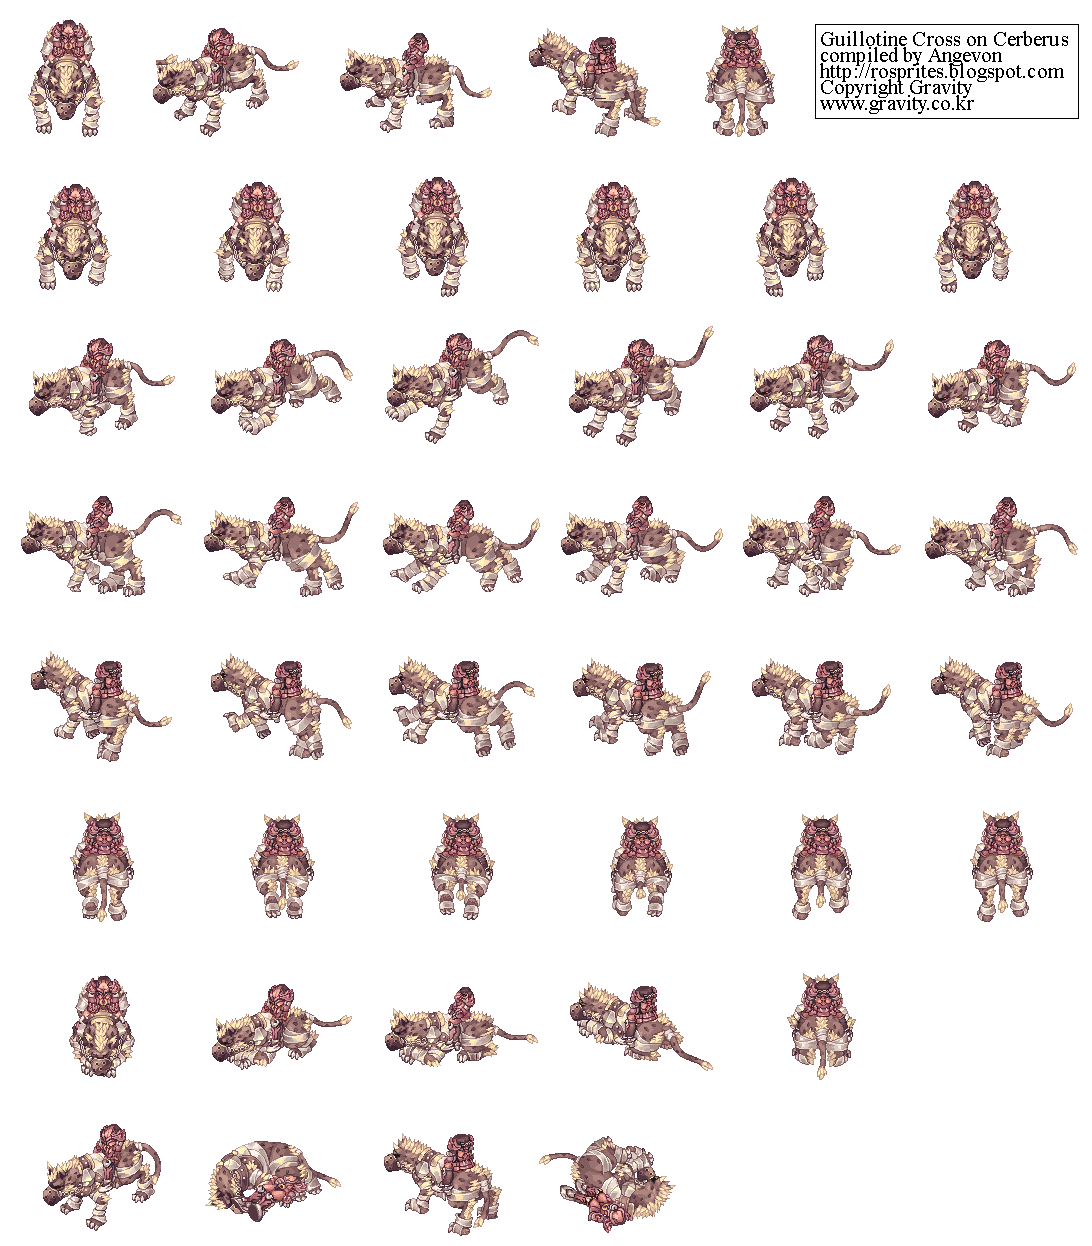 Guillotine Cross on Cerberus
compiled by Angevon
http://rosprites.blogspot.com
Copyright Gravity
www.gravity.co.kr